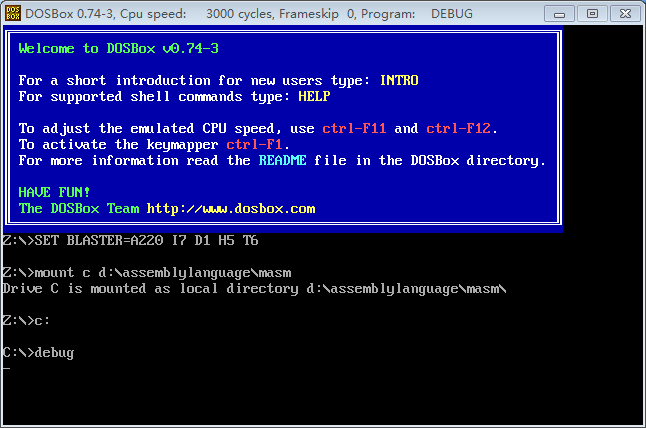 DOS BOX
DOSBox 0.74-3, Cpu speed: 3000 cycles, Frameskip 0, Program: DEBUG
Welcome to DOSBox v0.74-3
For a short introduction for new users type: INTRO
For supported shell commands type: HELP
To adjust the emulated CPU speed, use ctrl-F11 and ctrl-F12.
To activate the keymapper ctrl-F1.
For more information read the README file in the DOSBox directory.
HAVE FUN!
The DOSBox Team http://www.dosbox.com
Z:\>SET BLASTER=A220 I7 D1 H5 T6
Z:\>mount c d:\assemblylanguage\masm
Drive C is mounted as local directory d:\assemblylanguage\masm\
Z:\>c:
C:\>debug
_